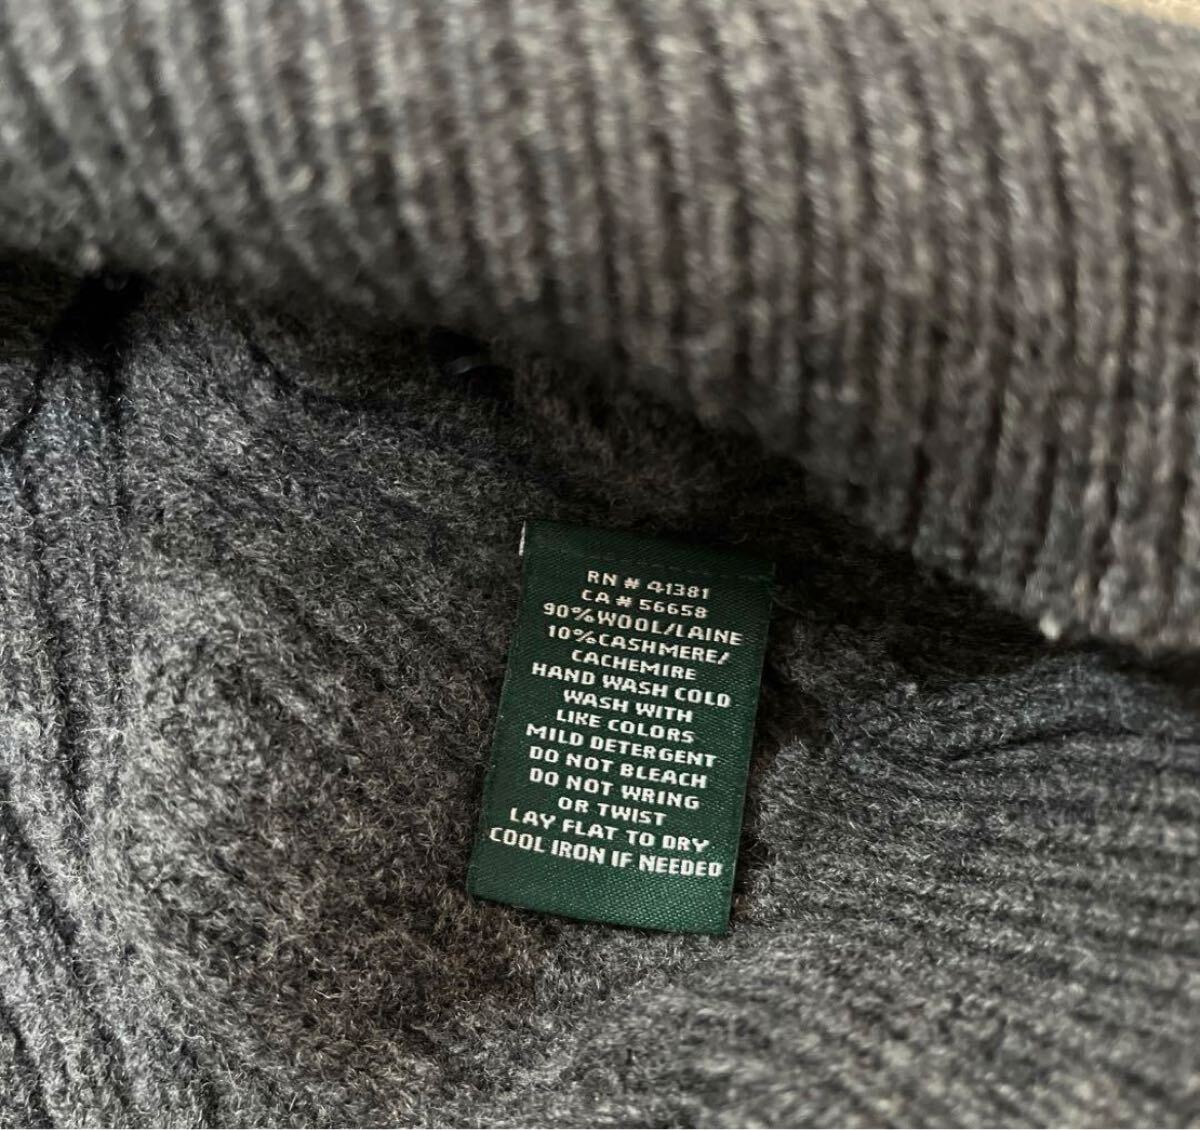 RN # 41381
CA # 56658
90%WOOL/LAINE
10%CASHMERE/
CACHEMIRE
HAND WASH COLD
WASH WITH
LIKE COLORS
MILD DETERGENT
DO NOT BLEACH
DO NOT WRING
OR TWIST
LAY FLAT TO DRY
COOL IRON IF NEEDED